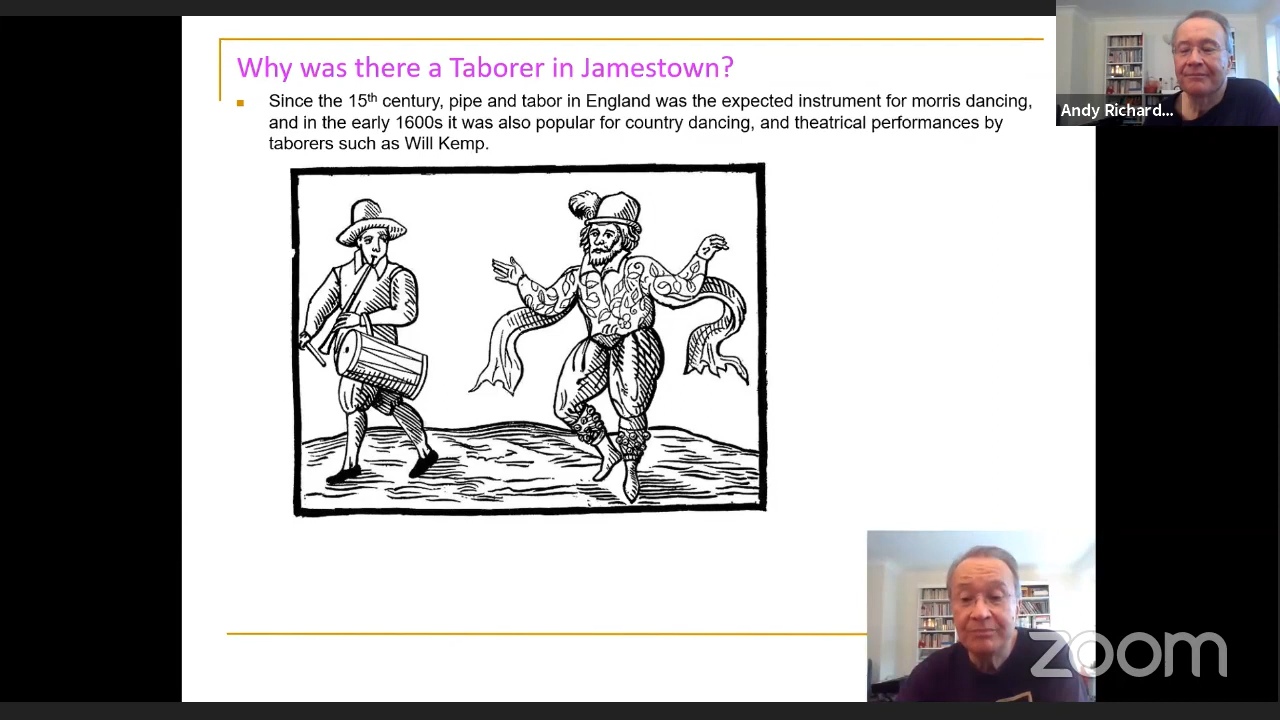 Why was there a Taborer in Jamestown?
Since the 15th century, pipe and tabor in England was the expected instrument for morris dancing,
and in the early 1600s it was also popular for country dancing, and theatrical performances by
taborers such as Will Kemp.
Andy Richard...
zoom